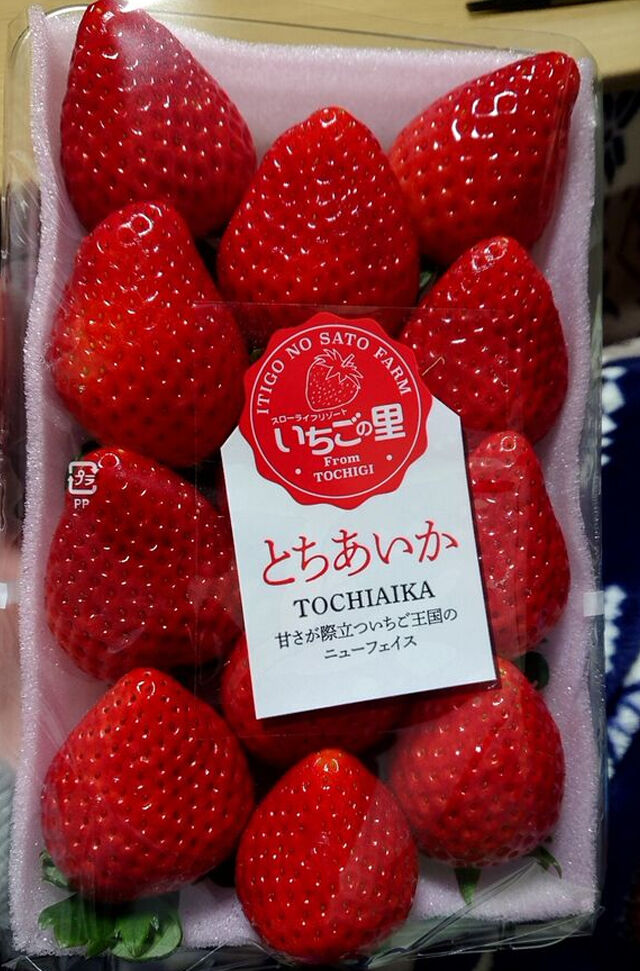 ITIGO NO SATO FARM
スローライフリゾート
いちごの里
From
TOCHIGI
プラ
PP
とちあいか
TOCHIAIKA
甘さが際立ついちご王国の
ニューフェイス